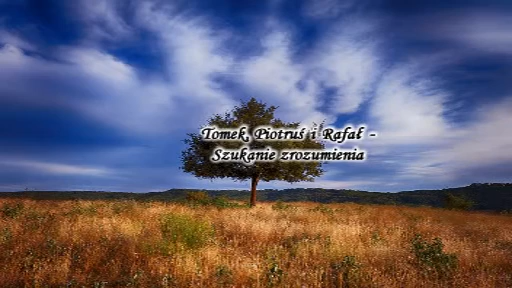 Tomek, Piotruś i Rafał -
Szukanie zrozumienia